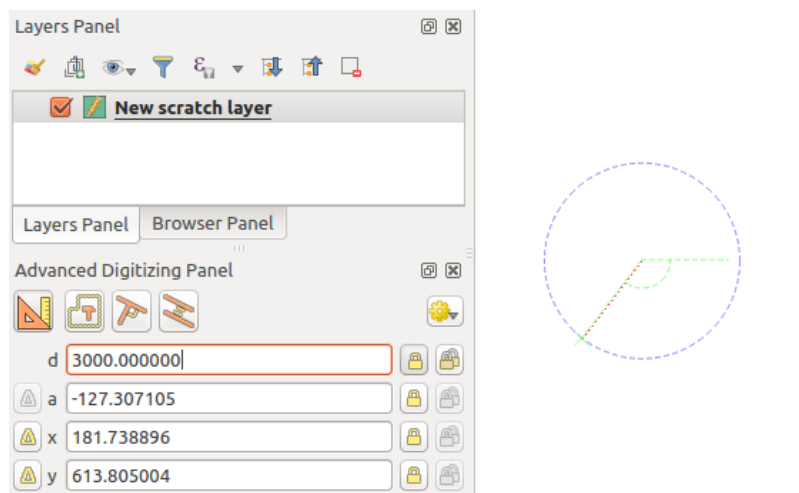 Layers Panel
New scratch layer
Layers Panel Browser Panel
Advanced Digitizing Panel
d 3000.000000
a -127.307105
x 181.738896
y 613.805004